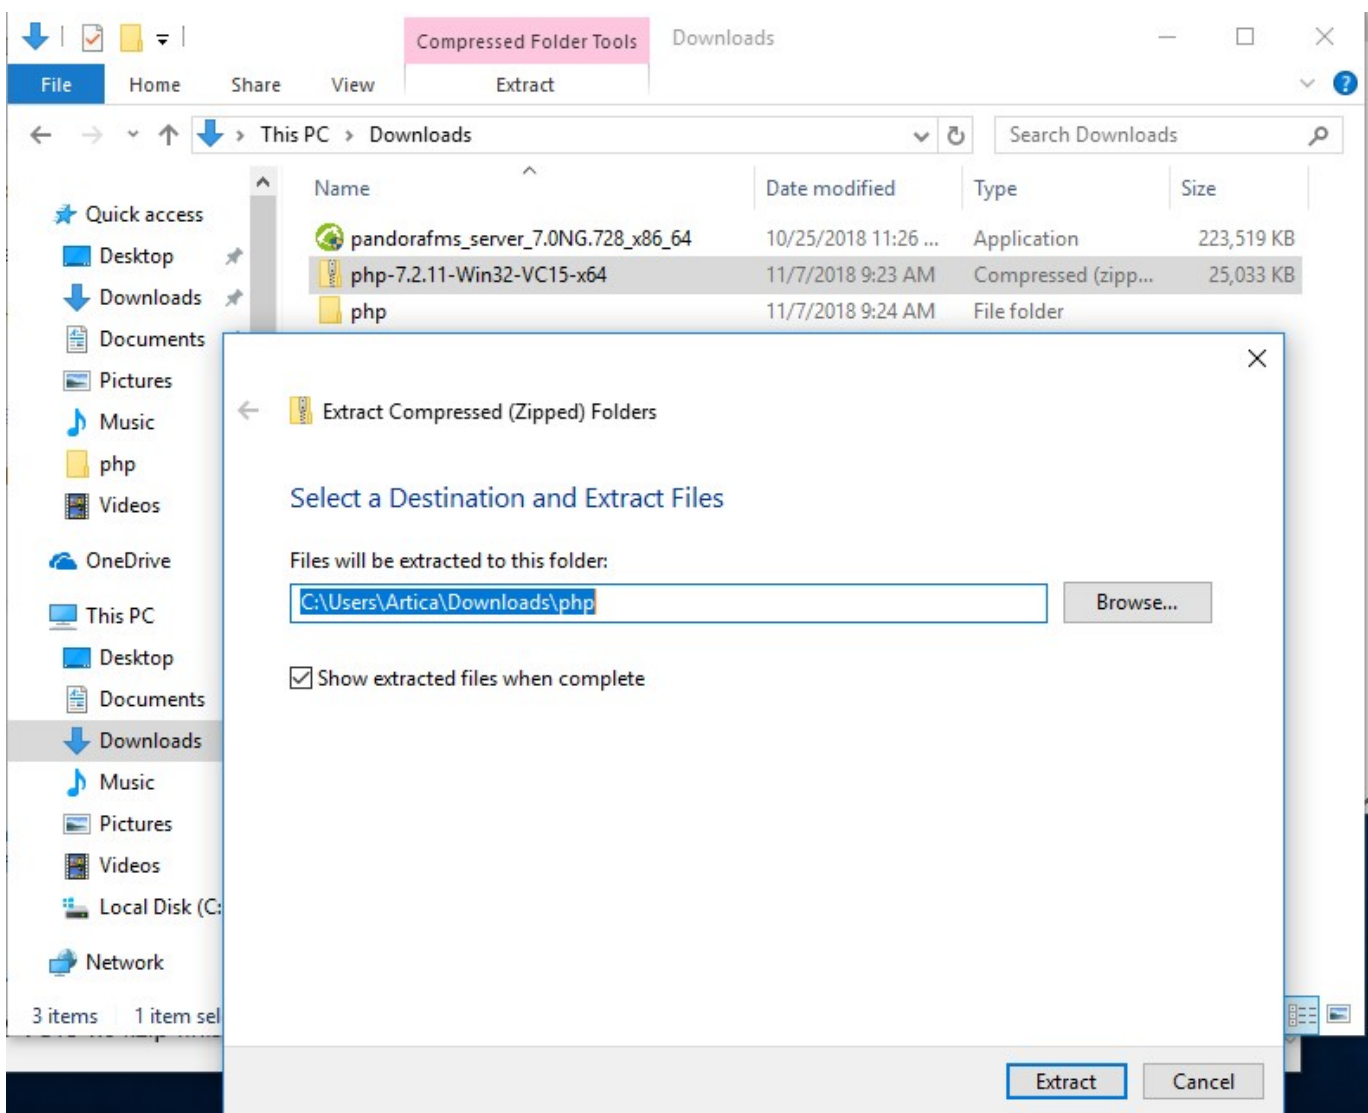 Compressed Folder Tools Downloads
File Home Share View Extract
This PC Downloads Search Downloads
Name Date modified Type Size
pandorafms_server_7.0NG.728_x86_64 10/25/2018 11:26 ... Application 223,519 KB
php-7.2.11-Win32-VC15-x64 11/7/2018 9:23 AM Compressed (zipp... 25,033 KB
php 11/7/2018 9:24 AM File folder
Quick access
Desktop
Downloads
Documents
Pictures
Music
php
Videos
OneDrive
This PC
Desktop
Documents
Downloads
Music
Pictures
Videos
Local Disk (C:
Network
3 items 1 item sel
Extract Compressed (Zipped) Folders
Select a Destination and Extract Files
Files will be extracted to this folder:
C:\Users\Artica\Downloads\php Browse...
Show extracted files when complete
Extract Cancel